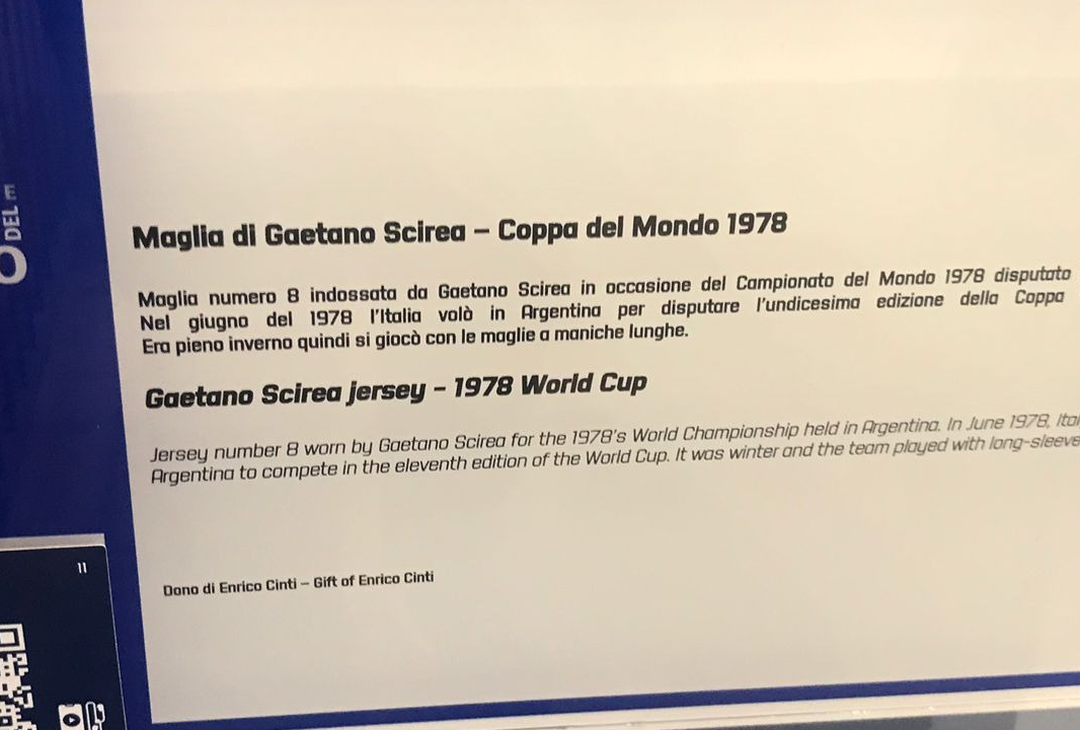 Maglia di Gaetano Scirea – Coppa del Mondo 1978
Maglia numero 8 indossata da Gaetano Scirea in occasione del Campionato del Mondo 1978 disputato
Nel giugno del 1978 l'Italia volò in Argentina per disputare l'undicesima edizione della Coppa
Era pieno inverno quindi si giocò con le maglie a maniche lunghe.
Gaetano Scirea jersey – 1978 World Cup
Jersey number 8 worn by Gaetano Scirea for the 1978's World Championship held in Argentina. In June 1978, Ital
Argentina to compete in the eleventh edition of the World Cup. It was winter and the team played with long-sleeve
Dono di Enrico Cinti – Gift of Enrico Cinti
DEL
11